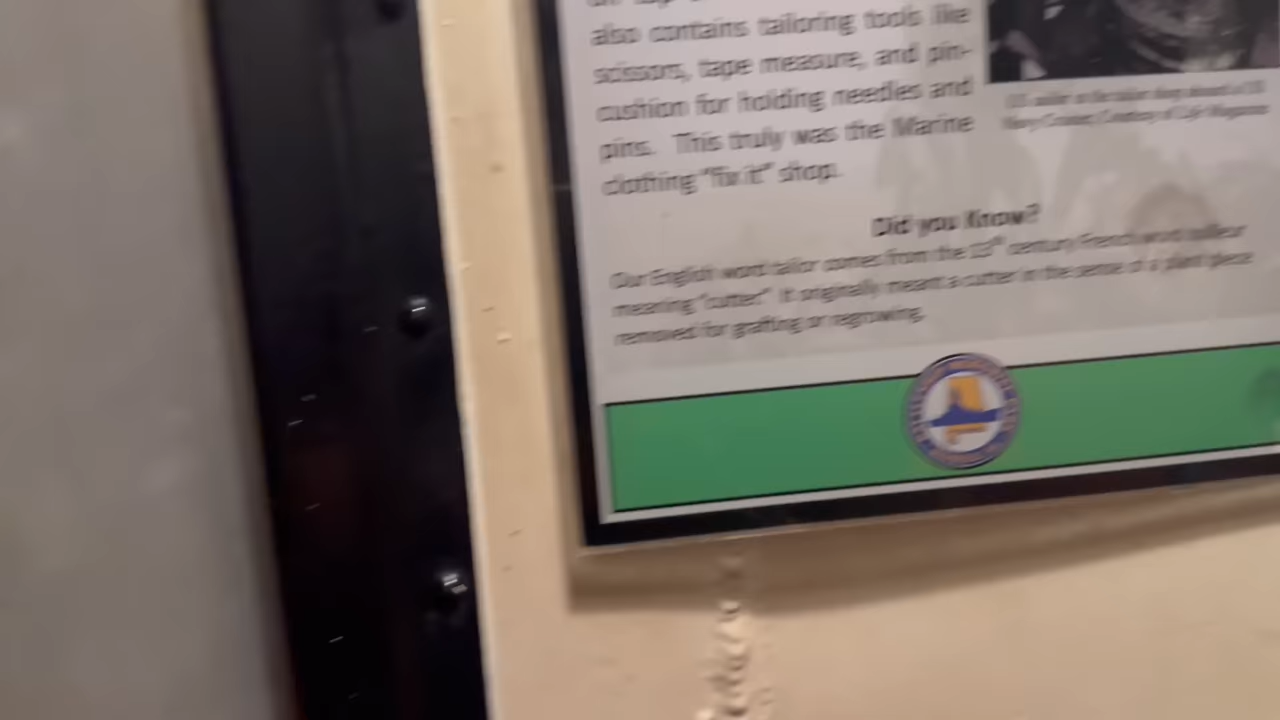 also contains tailoring tools like
scissors, tape measure, and pin-
cushion for holding needles and
pins. This truly was the Marine
clothing "fix it" shop.
Did you Know?
Our English word tailor comes from the 13th century French word tailleur
meaning "cutter." It originally meant a cutter in the sense of a plant piece
removed for grafting or regrowing.